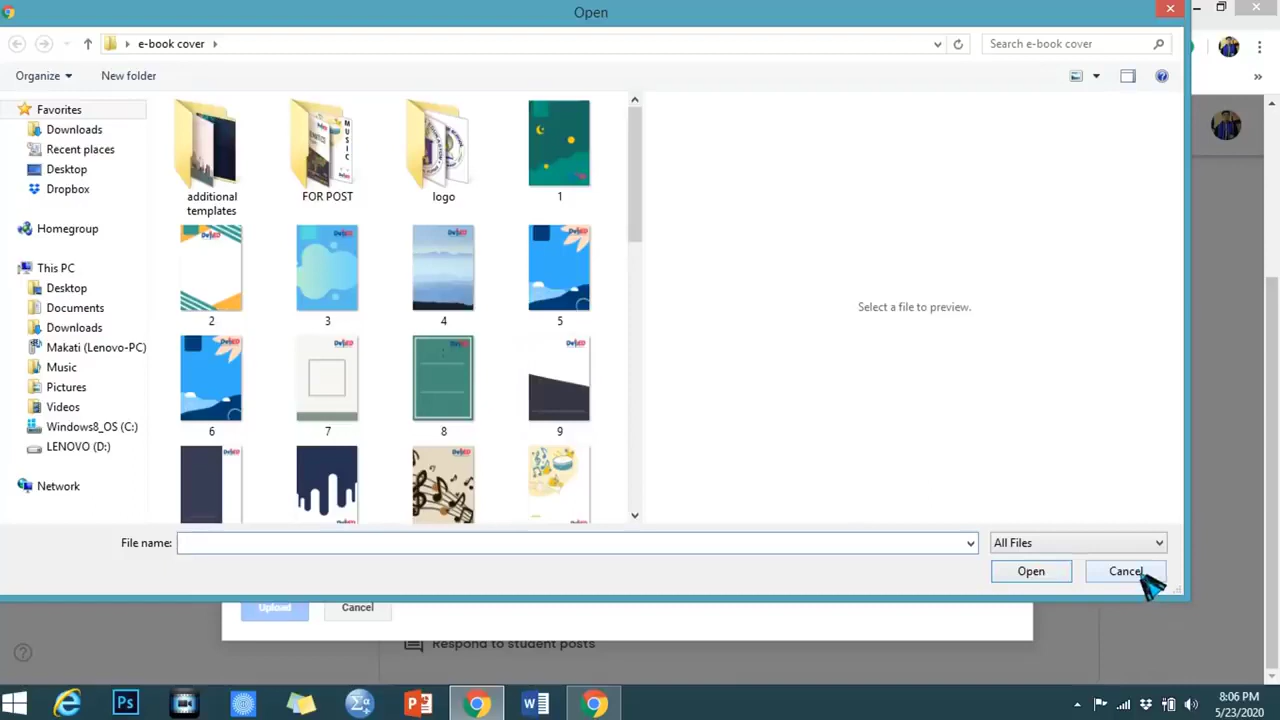 Open
e-book cover
Search e-book cover
Organize
New folder
Favorites
Downloads
Recent places
Desktop
Dropbox
Homegroup
This PC
Desktop
Documents
Downloads
Makati (Lenovo-PC)
Music
Pictures
Videos
Windows8_OS (C:)
LENOVO (D:)
Network
additional
templates
FOR POST
logo
1
2
3
4
5
6
7
8
9
MUSIC
Select a file to preview.
File name:
All Files
Open
Cancel
Upload
Cancel
Respond to student posts
Ps
8:06 PM
5/23/2020